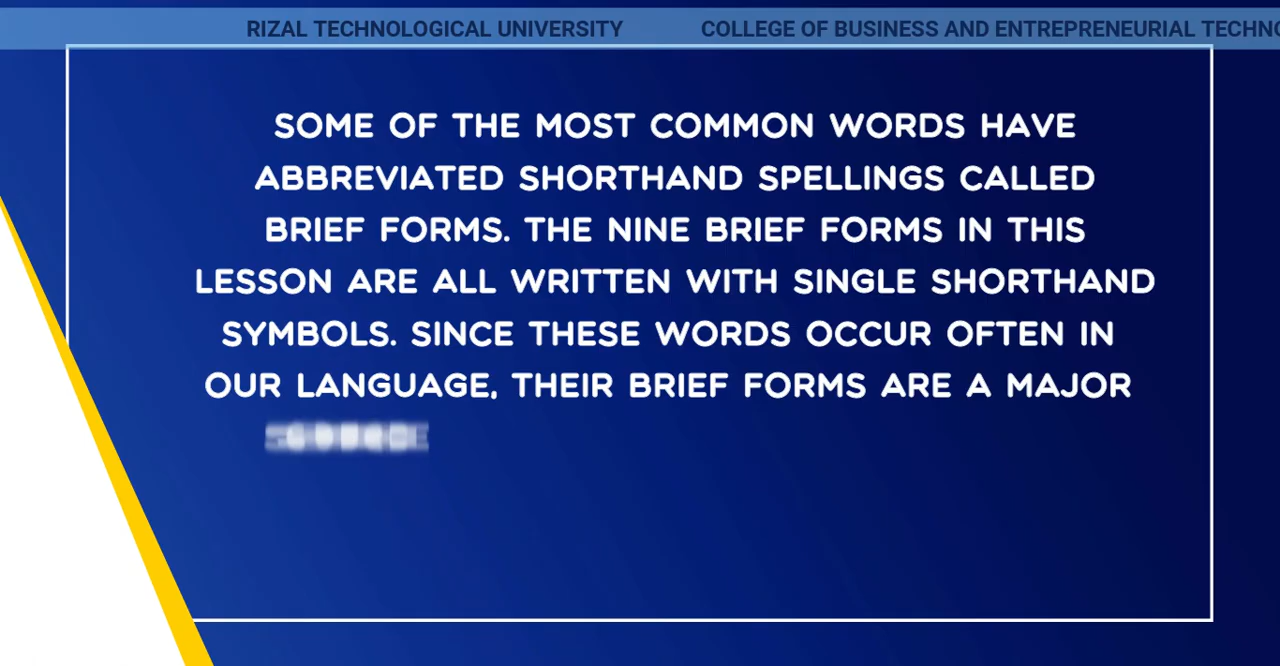 RIZAL TECHNOLOGICAL UNIVERSITY COLLEGE OF BUSINESS AND ENTREPRENEURIAL TECHNO
SOME OF THE MOST COMMON WORDS HAVE
ABBREVIATED SHORTHAND SPELLINGS CALLED
BRIEF FORMS. THE NINE BRIEF FORMS IN THIS
LESSON ARE ALL WRITTEN WITH SINGLE SHORTHAND
SYMBOLS. SINCE THESE WORDS OCCUR OFTEN IN
OUR LANGUAGE, THEIR BRIEF FORMS ARE A MAJOR